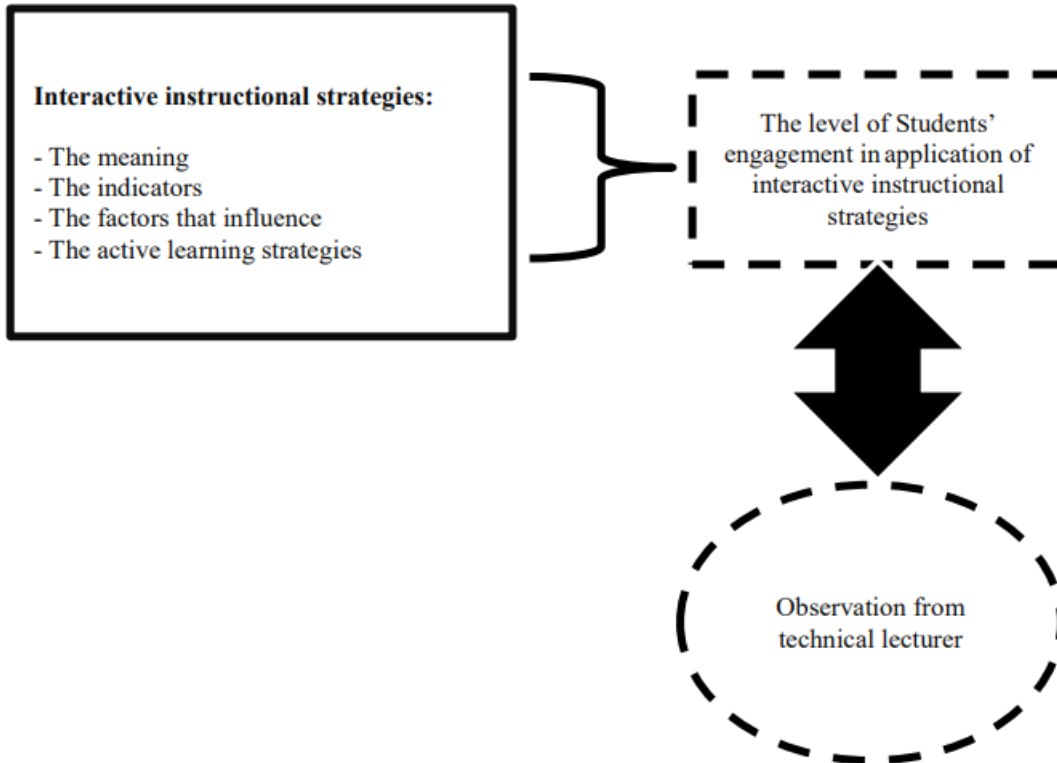 Interactive instructional strategies:
- The meaning
- The indicators
- The factors that influence
- The active learning strategies
The level of Students’
engagement in application of
interactive instructional
strategies
Observation from
technical lecturer